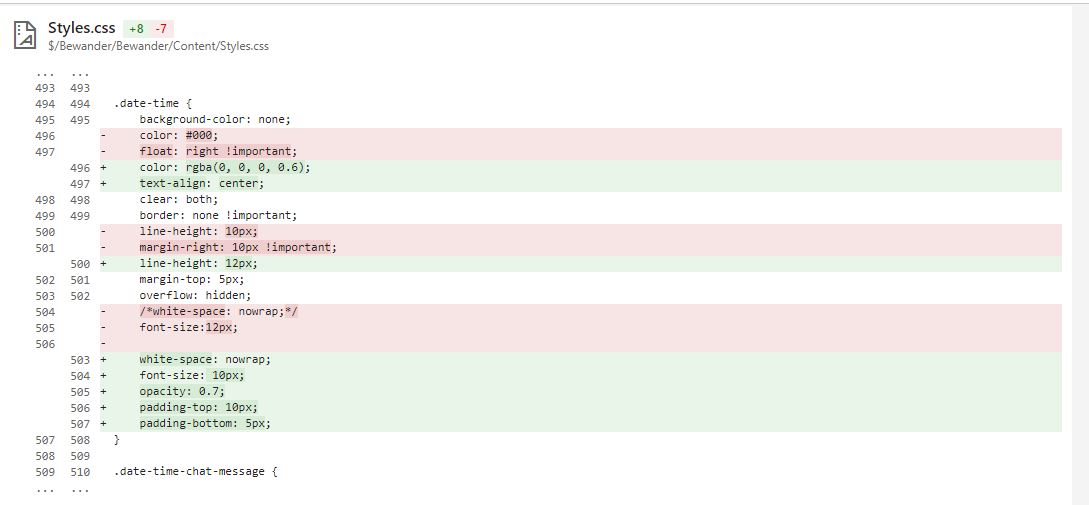 Styles.css +8 -7
$/Bewander/Bewander/Content/Styles.css
... ...
493 493
494 494 .date-time {
495 495 background-color: none;
496 - color: #000;
497 - float: right !important;
496 + color: rgba(0, 0, 0, 0.6);
497 + text-align: center;
498 498 clear: both;
499 499 border: none !important;
500 - line-height: 10px;
501 - margin-right: 10px !important;
500 + line-height: 12px;
502 501 margin-top: 5px;
503 502 overflow: hidden;
504 - /*white-space: nowrap;*/
505 - font-size:12px;
506 -
503 + white-space: nowrap;
504 + font-size: 10px;
505 + opacity: 0.7;
506 + padding-top: 10px;
507 + padding-bottom: 5px;
507 508 }
508 509
509 510 .date-time-chat-message {
... ...